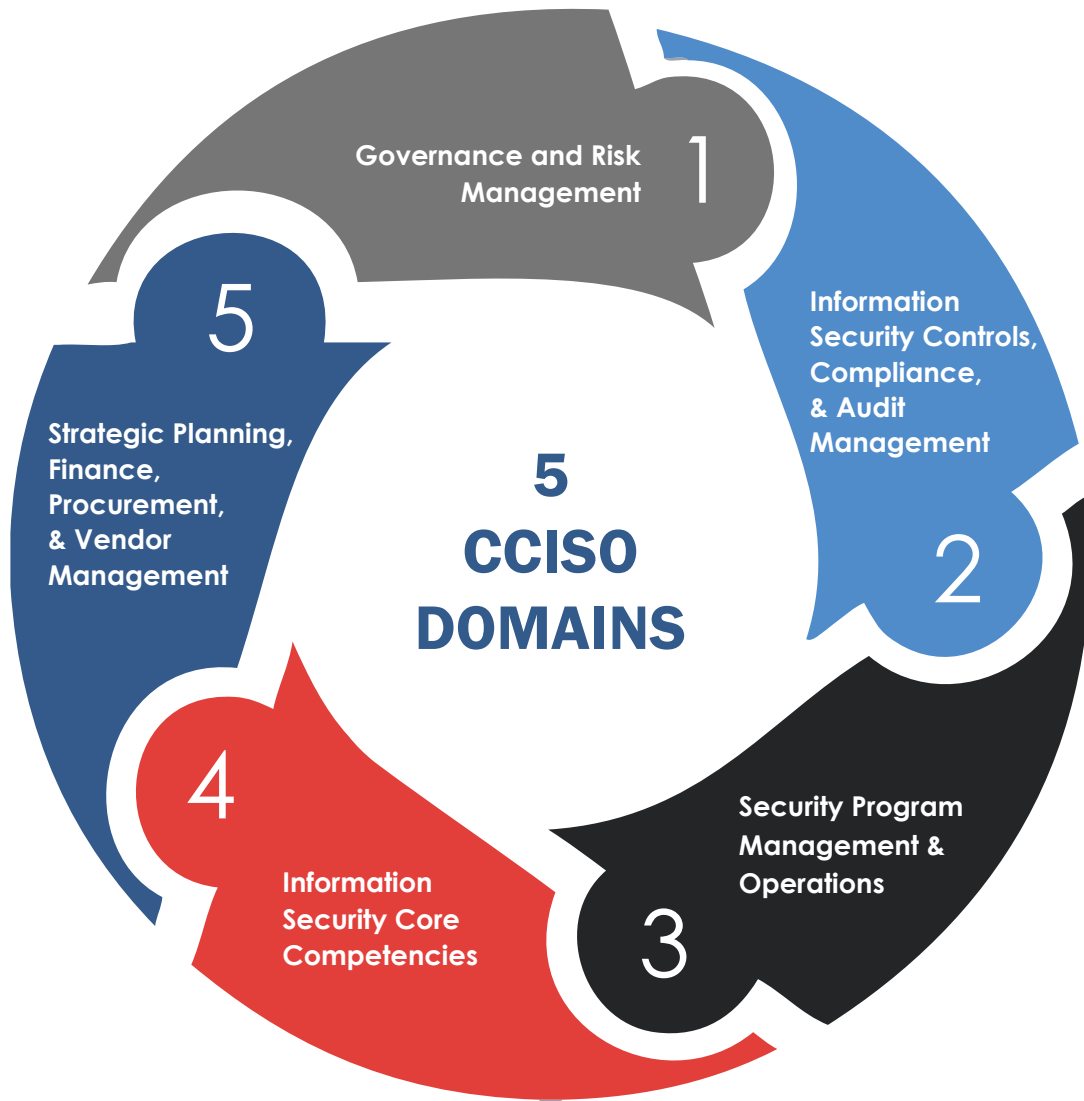 Governance and Risk
Management
1
Information
Security Controls,
Compliance,
& Audit
Management
2
Security Program
Management &
Operations
3
Information
Security Core
Competencies
4
Strategic Planning,
Finance,
Procurement,
& Vendor
Management
5
5
CCISO
DOMAINS